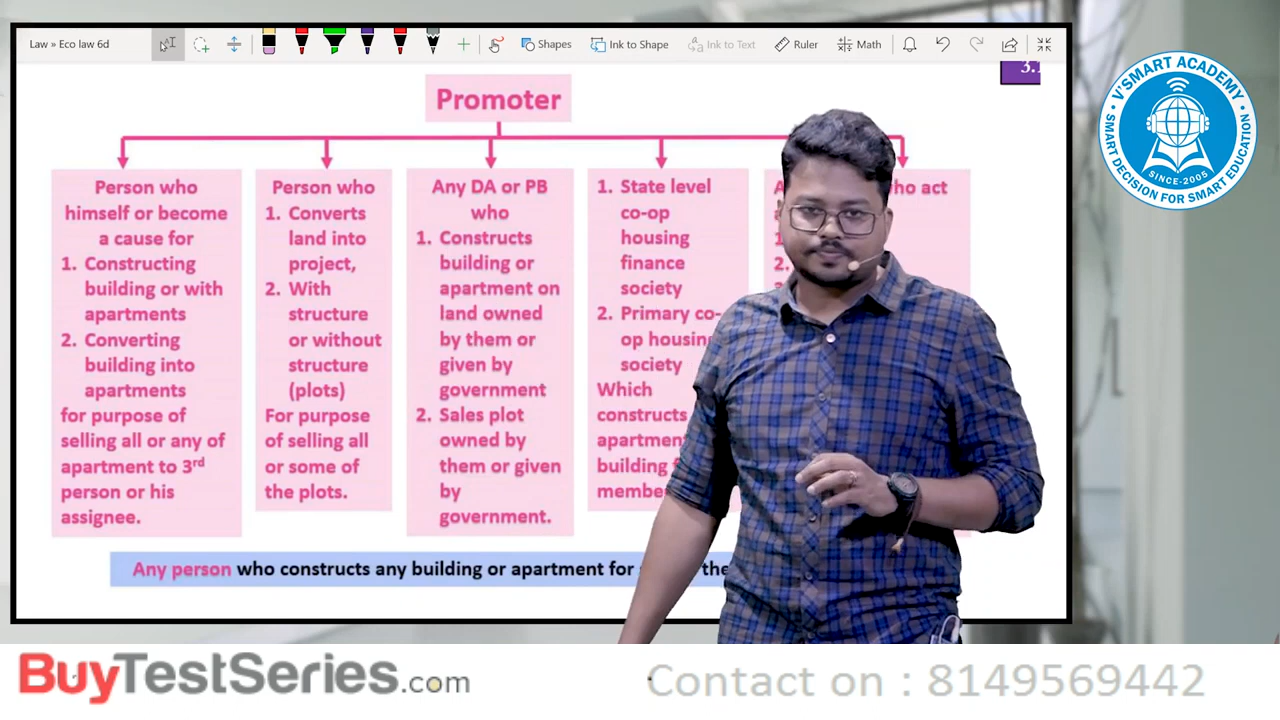 Law » Eco law 6d
Shapes
Ink to Shape
Ink to Text
Ruler
Math
Promoter
Person who
himself or become
a cause for
1. Constructing
building or with
apartments
2. Converting
building into
apartments
for purpose of
selling all or any of
apartment to 3rd
person or his
assignee.
Person who
1. Converts
land into
project,
2. With
structure
or without
structure
(plots)
For purpose
of selling all
or some of
the plots.
Any DA or PB
who
1. Constructs
building or
apartment on
land owned
by them or
given by
government
2. Sales plot
owned by
them or given
by
government.
1. State level
co-op
housing
finance
society
2. Primary co-
op housing
society
Which
constructs
building
act
1.
2.
Any person who constructs any building or apartment for
V'SMART ACADEMY
SINCE-2005
SMART DECISION FOR SMART EDUCATION
BuyTestSeries.com
Contact on : 8149569442